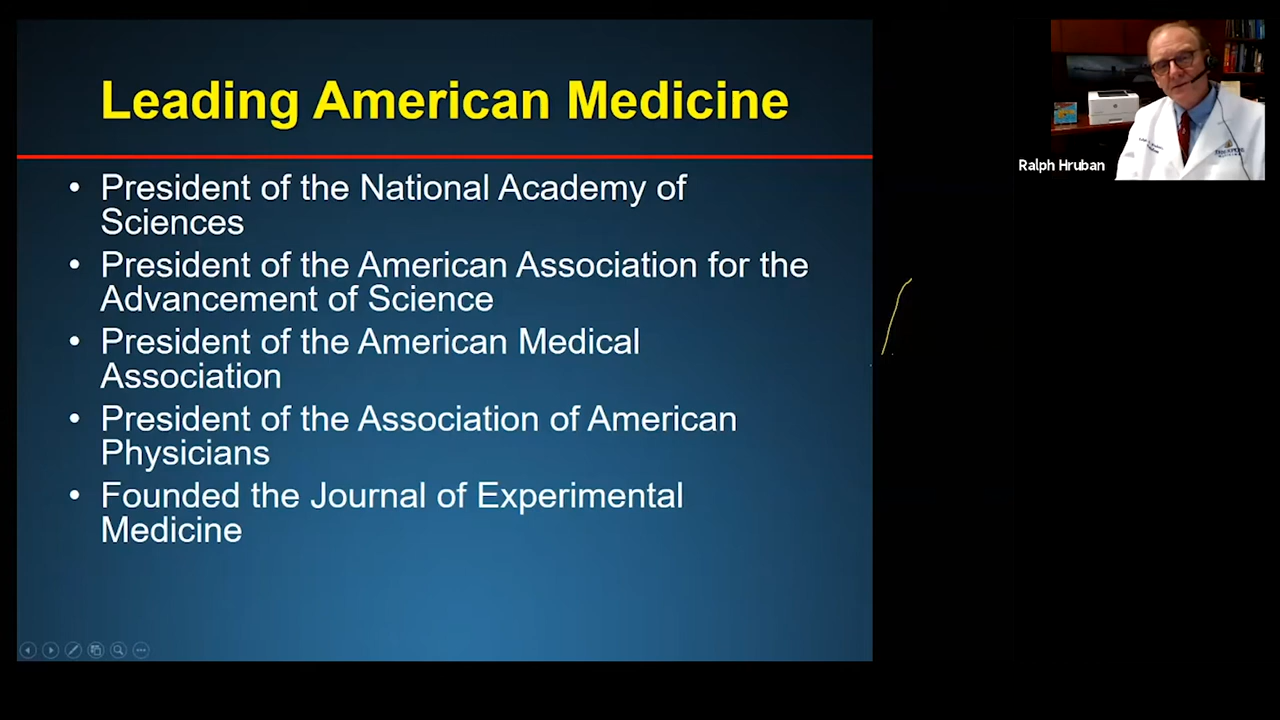 Leading American Medicine
• President of the National Academy of
Sciences
• President of the American Association for the
Advancement of Science
• President of the American Medical
Association
• President of the Association of American
Physicians
• Founded the Journal of Experimental
Medicine
Ralph Hruban